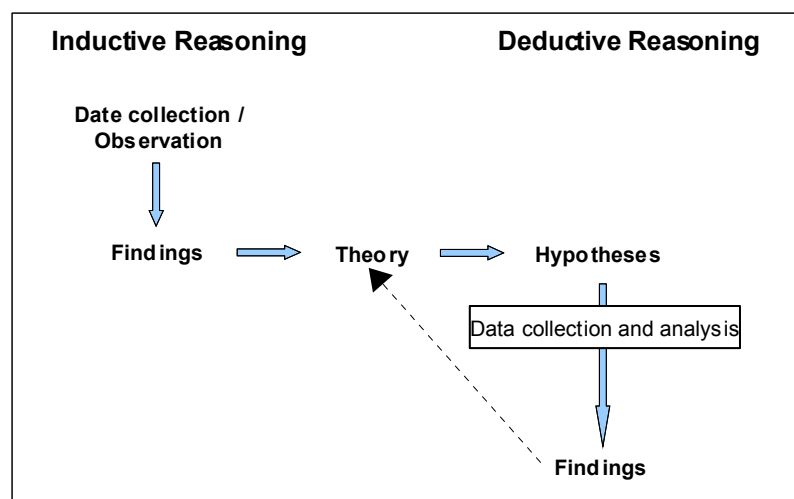 Inductive Reasoning
Deductive Reasoning
Date collection /
Observation
Findings
Theory
Hypotheses
Data collection and analysis
Findings